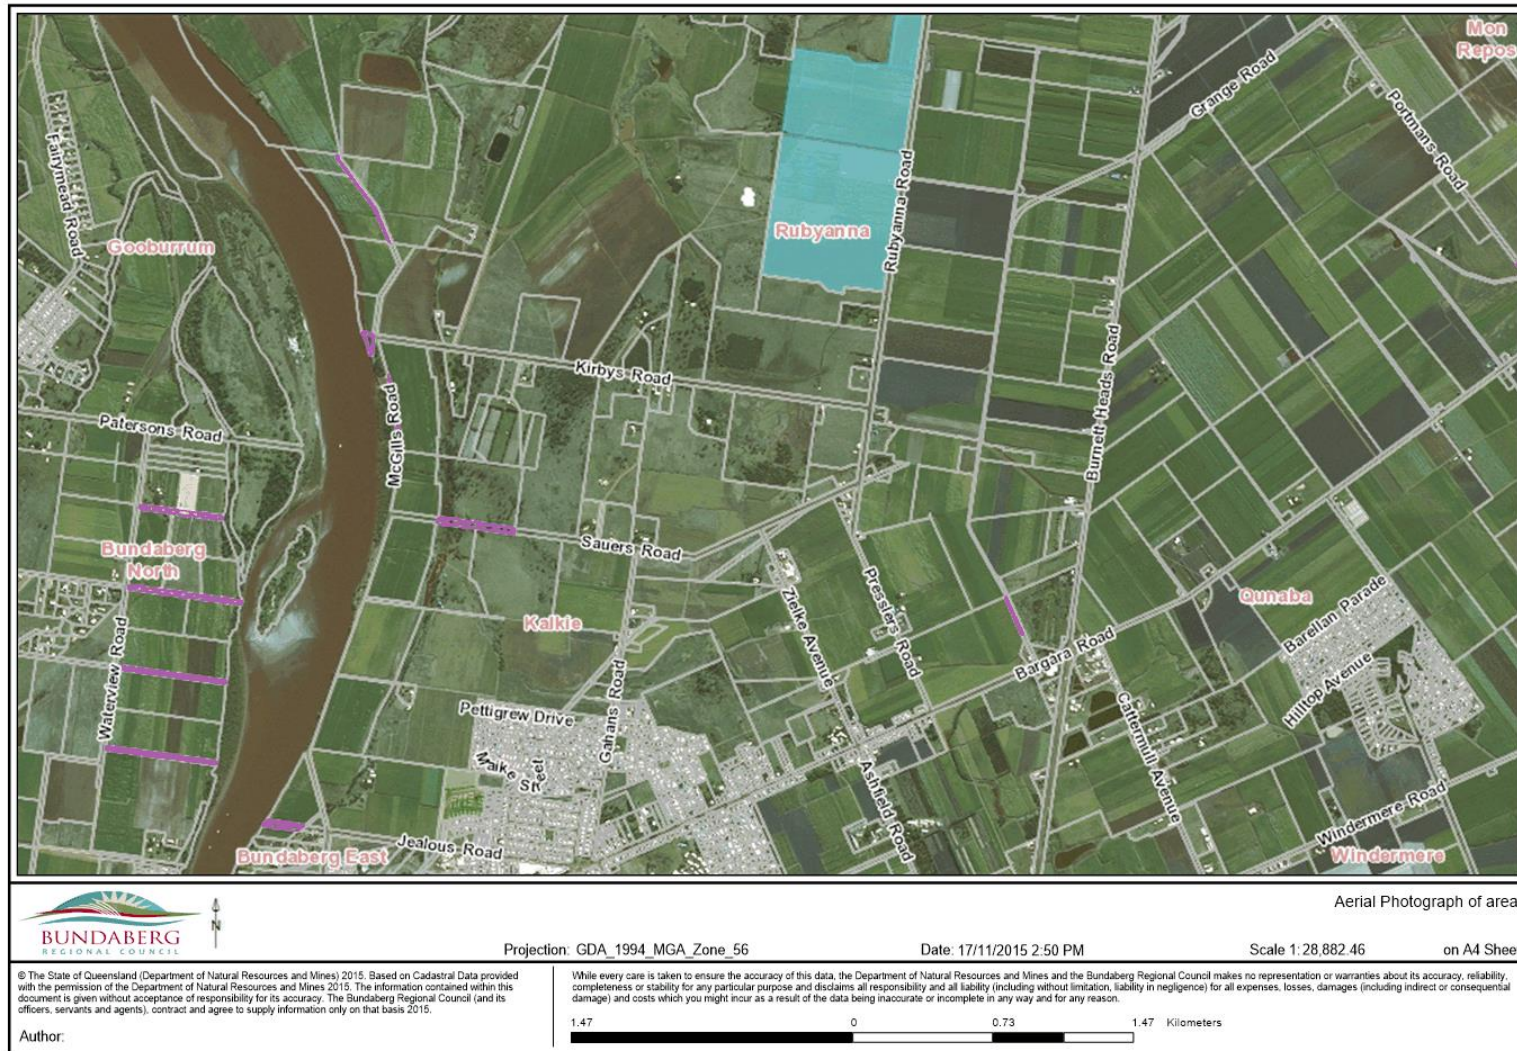 Mon
Repos
Grange Road
Portmans Road
Fairymead Road
Rubyanna Road
Rubyanna
Gooburrum
Burnett Heads Road
Kirbys Road
McGills Road
Patersons Road
Sauers Road
Bundaberg
North
Kalkie
Zielke Avenue
Presslers Road
Qunaba
Barellan Parade
Bargara Road
Hilltop Avenue
Waterview Road
Pettigrew Drive
Gahans Road
Maike Street
Cattermull Avenue
Ashfield Road
Windermere Road
Jealous Road
Bundaberg East
Windermere
Aerial Photograph of area
BUNDABERG
REGIONAL COUNCIL
N
Projection: GDA_1994_MGA_Zone_56
Date: 17/11/2015 2:50 PM
Scale 1:28,882.46
on A4 Sheet
© The State of Queensland (Department of Natural Resources and Mines) 2015. Based on Cadastral Data provided
with the permission of the Department of Natural Resources and Mines 2015. The information contained within this
document is given without acceptance of responsibility for its accuracy. The Bundaberg Regional Council (and its
officers, servants and agents), contract and agree to supply information only on that basis 2015.
Author:
While every care is taken to ensure the accuracy of this data, the Department of Natural Resources and Mines and the Bundaberg Regional Council makes no representation or warranties about its accuracy, reliability,
completeness or stability for any particular purpose and disclaims all responsibility and all liability (including without limitation, liability in negligence) for all expenses, losses, damages (including indirect or consequential
damage) and costs which you might incur as a result of the data being inaccurate or incomplete in any way and for any reason.
1.47 0 0.73 1.47 Kilometers